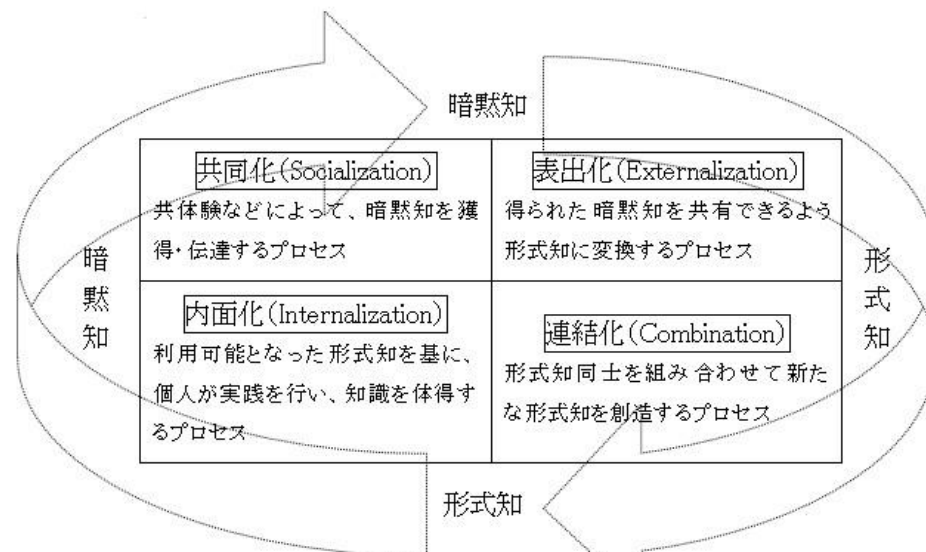 暗黙知
共同化(Socialization)
共体験などによって、暗黙知を獲
得・伝達するプロセス
表出化(Externalization)
得られた暗黙知を共有できるよう
形式知に変換するプロセス
暗黙知
形式知
内面化(Internalization)
利用可能となった形式知を基に、
個人が実践を行い、知識を体得す
るプロセス
連結化(Combination)
形式知同士を組み合わせて新た
な形式知を創造するプロセス
形式知